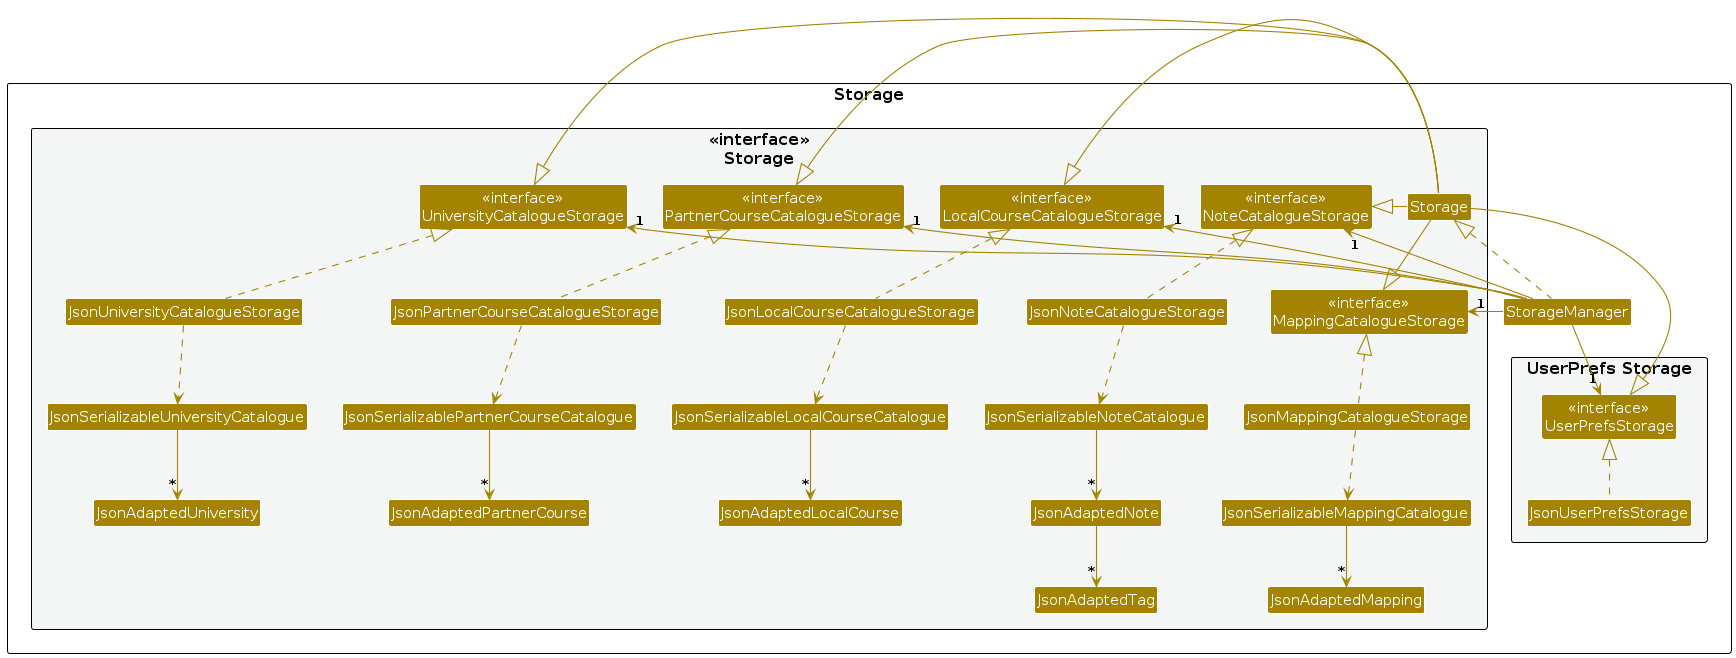 Storage
«interface»
Storage
«interface»
UniversityCatalogueStorage
1
«interface»
PartnerCourseCatalogueStorage
1
«interface»
LocalCourseCatalogueStorage
1
«interface»
NoteCatalogueStorage
1
Storage
JsonUniversityCatalogueStorage
JsonPartnerCourseCatalogueStorage
JsonLocalCourseCatalogueStorage
JsonNoteCatalogueStorage
«interface»
MappingCatalogueStorage
1
StorageManager
UserPrefs Storage
1
«interface»
UserPrefsStorage
JsonSerializableUniversityCatalogue
JsonSerializablePartnerCourseCatalogue
JsonSerializableLocalCourseCatalogue
JsonSerializableNoteCatalogue
JsonMappingCatalogueStorage
*
*
*
*
JsonAdaptedUniversity
JsonAdaptedPartnerCourse
JsonAdaptedLocalCourse
JsonAdaptedNote
JsonSerializableMappingCatalogue
JsonUserPrefsStorage
*
*
JsonAdaptedTag
JsonAdaptedMapping